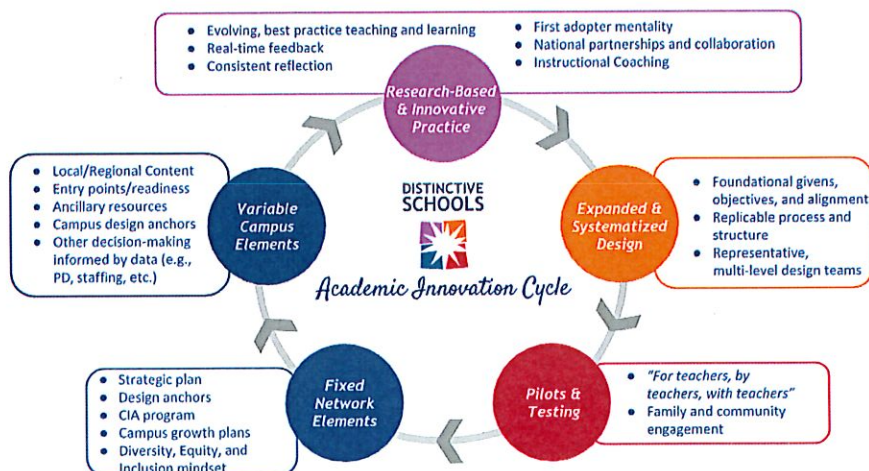 ● Evolving, best practice teaching and learning
● Real-time feedback
● Consistent reflection
● First adopter mentality
● National partnerships and collaboration
● Instructional Coaching
Research-Based
& Innovative
Practice
● Foundational givens,
objectives, and alignment
● Replicable process and
structure
● Representative,
multi-level design teams
Expanded &
Systematized
Design
● "For teachers, by
teachers, with teachers"
● Family and community
engagement
Pilots &
Testing
● Strategic plan
● Design anchors
● CIA program
● Campus growth plans
● Diversity, Equity, and
Inclusion mindset
Fixed
Network
Elements
● Local/Regional Content
● Entry points/readiness
● Ancillary resources
● Campus design anchors
● Other decision-making
informed by data (e.g.,
PD, staffing, etc.)
Variable
Campus
Elements
DISTINCTIVE
SCHOOLS
Academic Innovation Cycle